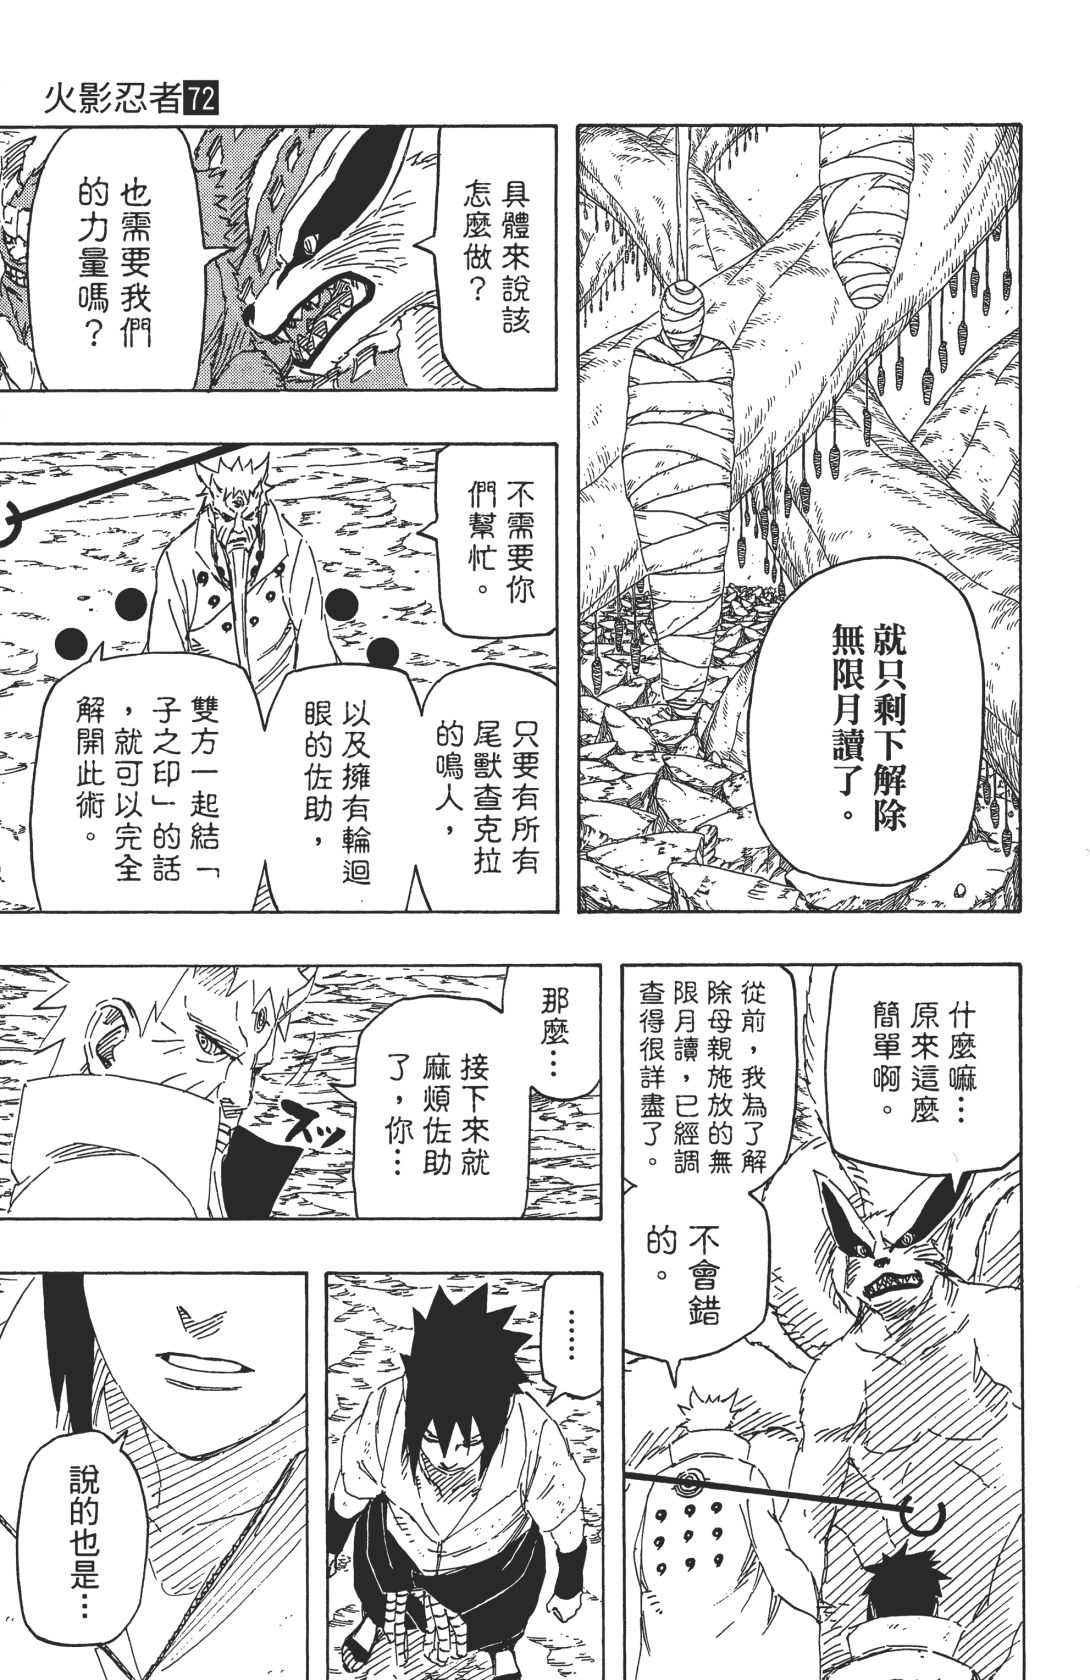 火影忍者72
就只剩下解除
無限月讀了。
具體來說該
怎麼做？
也需要我們
的力量嗎？
不需要你
們幫忙。
只要有所有
尾獸查克拉
的鳴人，
以及擁有輪迴
眼的佐助，
雙方一起結「
子之印」的話
，就可以完全
解開此術。
什麼嘛…
原來這麼
簡單啊。
從前，我為了解
除母親施放的無
限月讀，已經調
查得很詳盡了。
不會錯
的。
那麼…
接下來就
麻煩佐助
了，你…
スッ
……
說的也是…